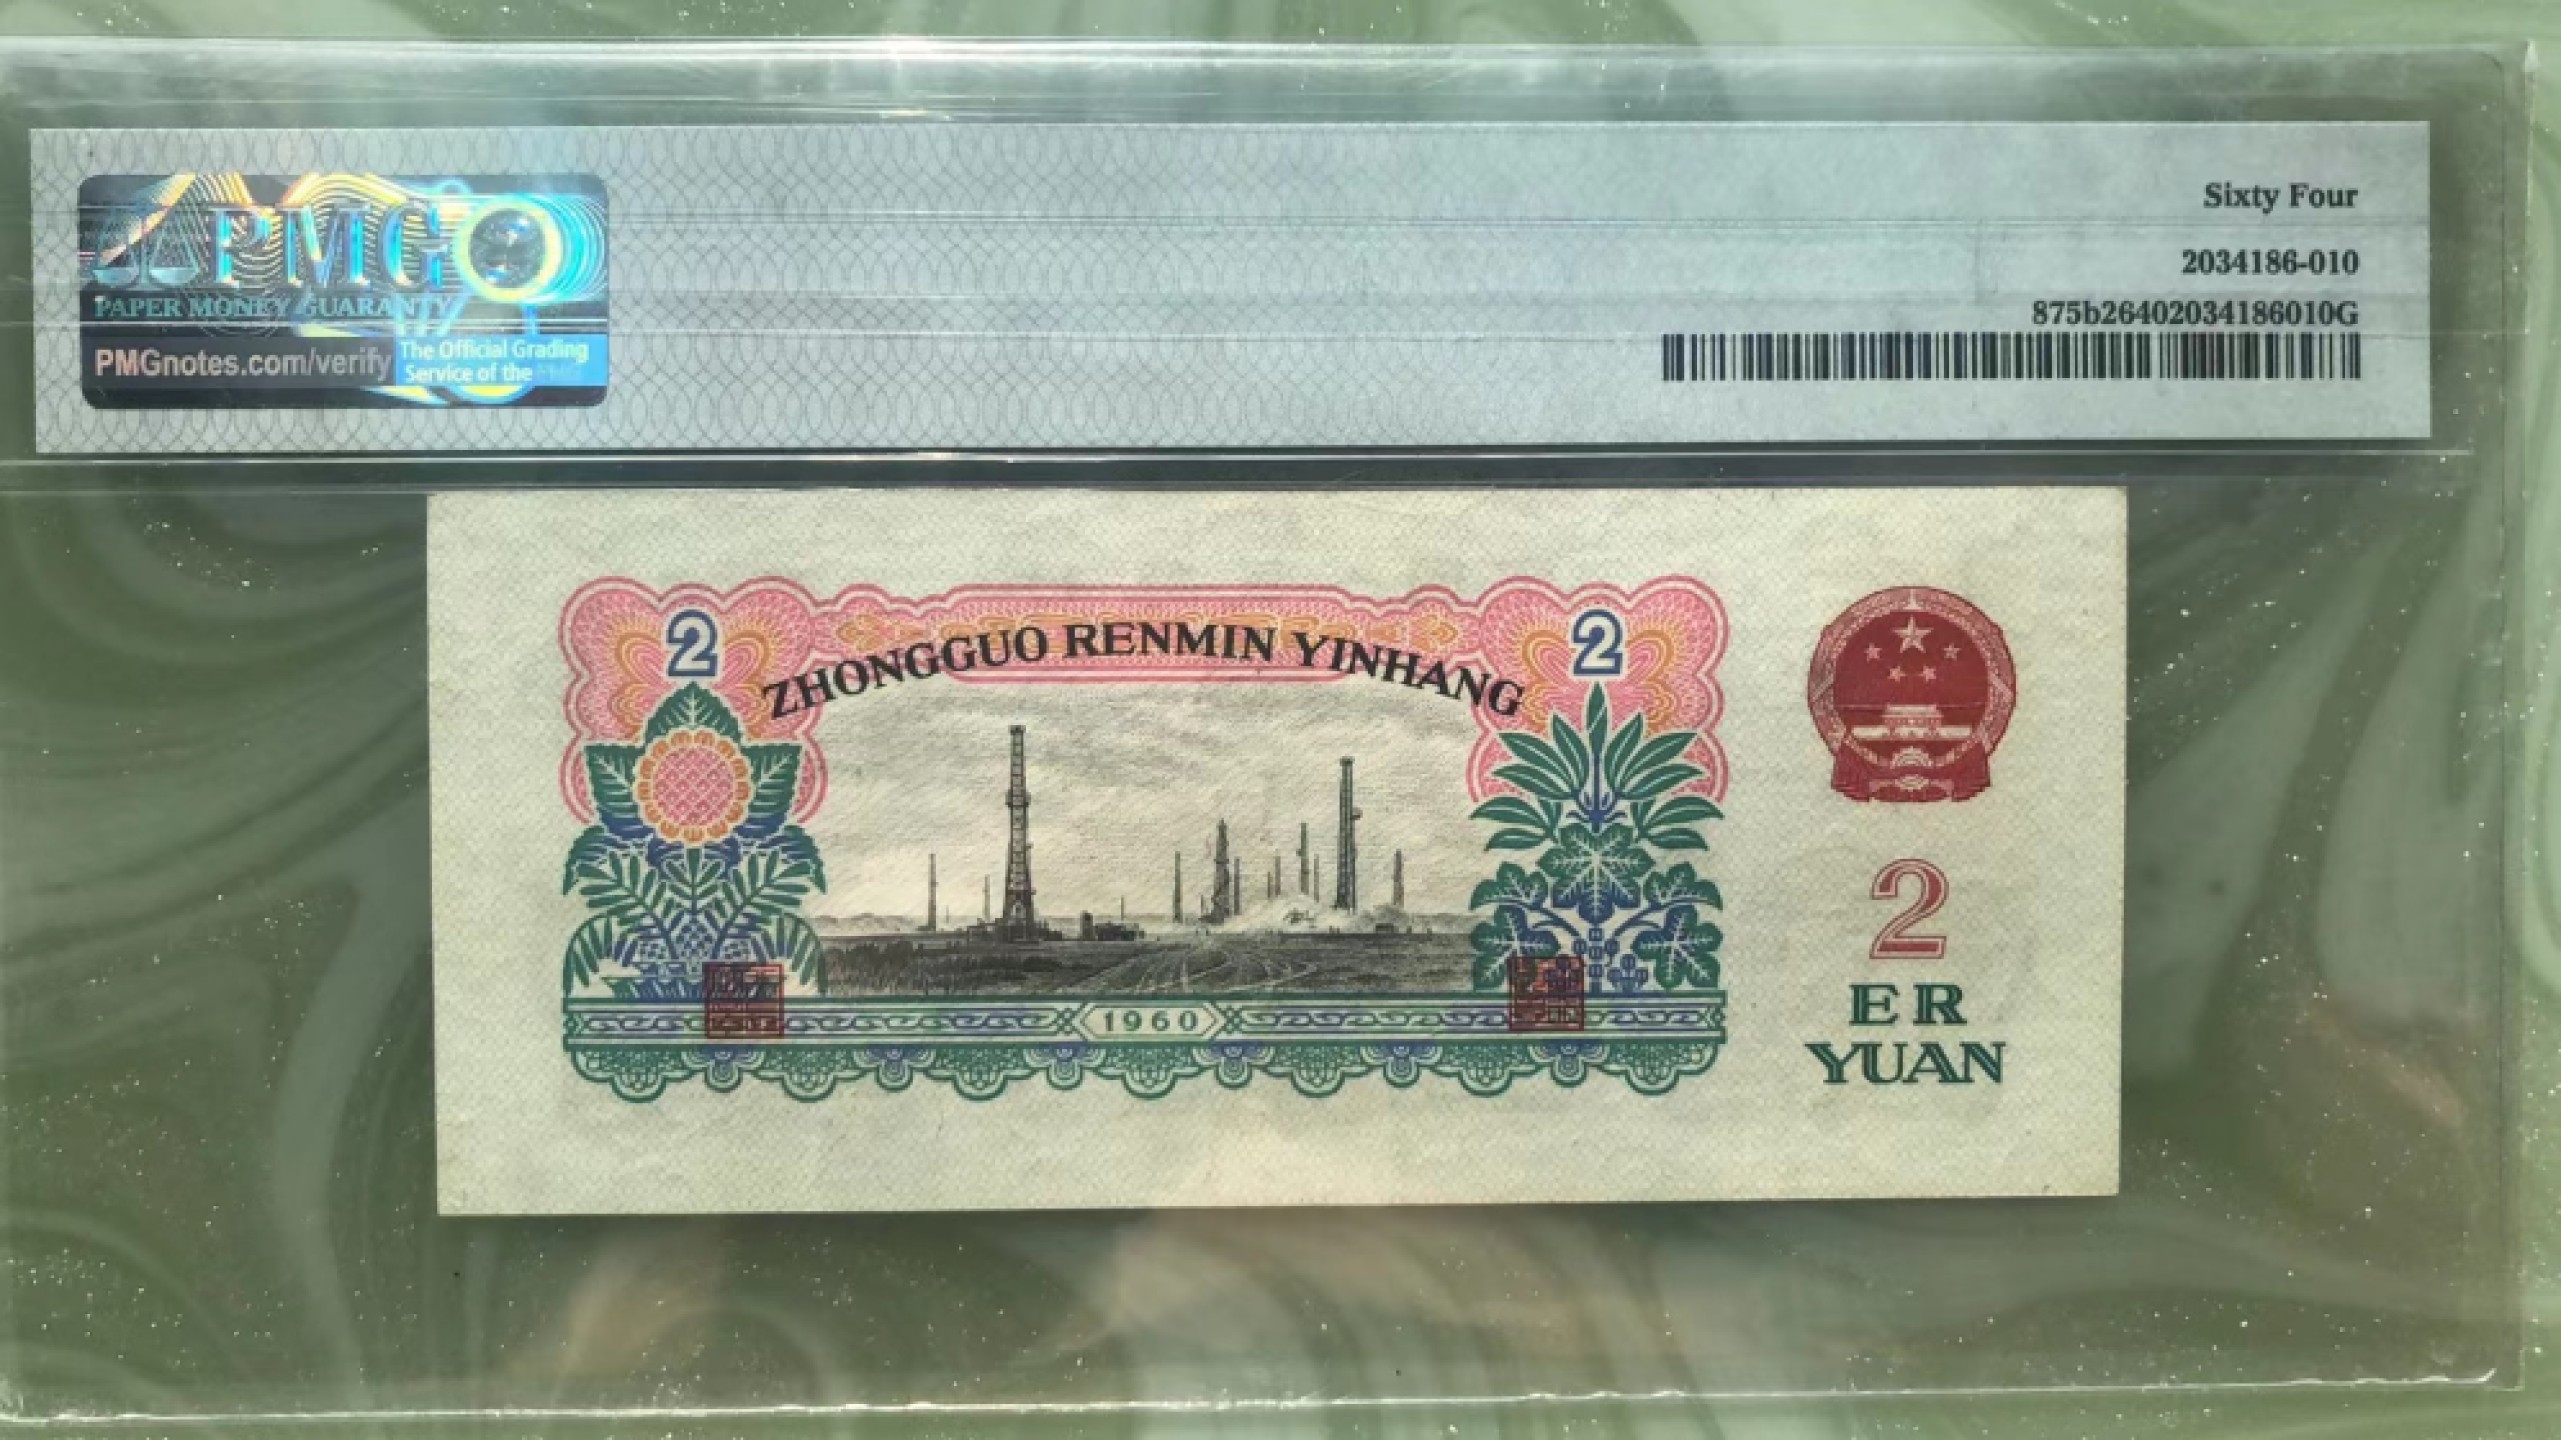 Sixty Four
2034186-010
875b26402034186010G
PMG
PAPER MONEY GUARANTY
PMGnotes.com/verify
The Official Grading
Service of the PMG
2
ZHONGGUO RENMIN YINHANG
2
2
ER
YUAN
1960